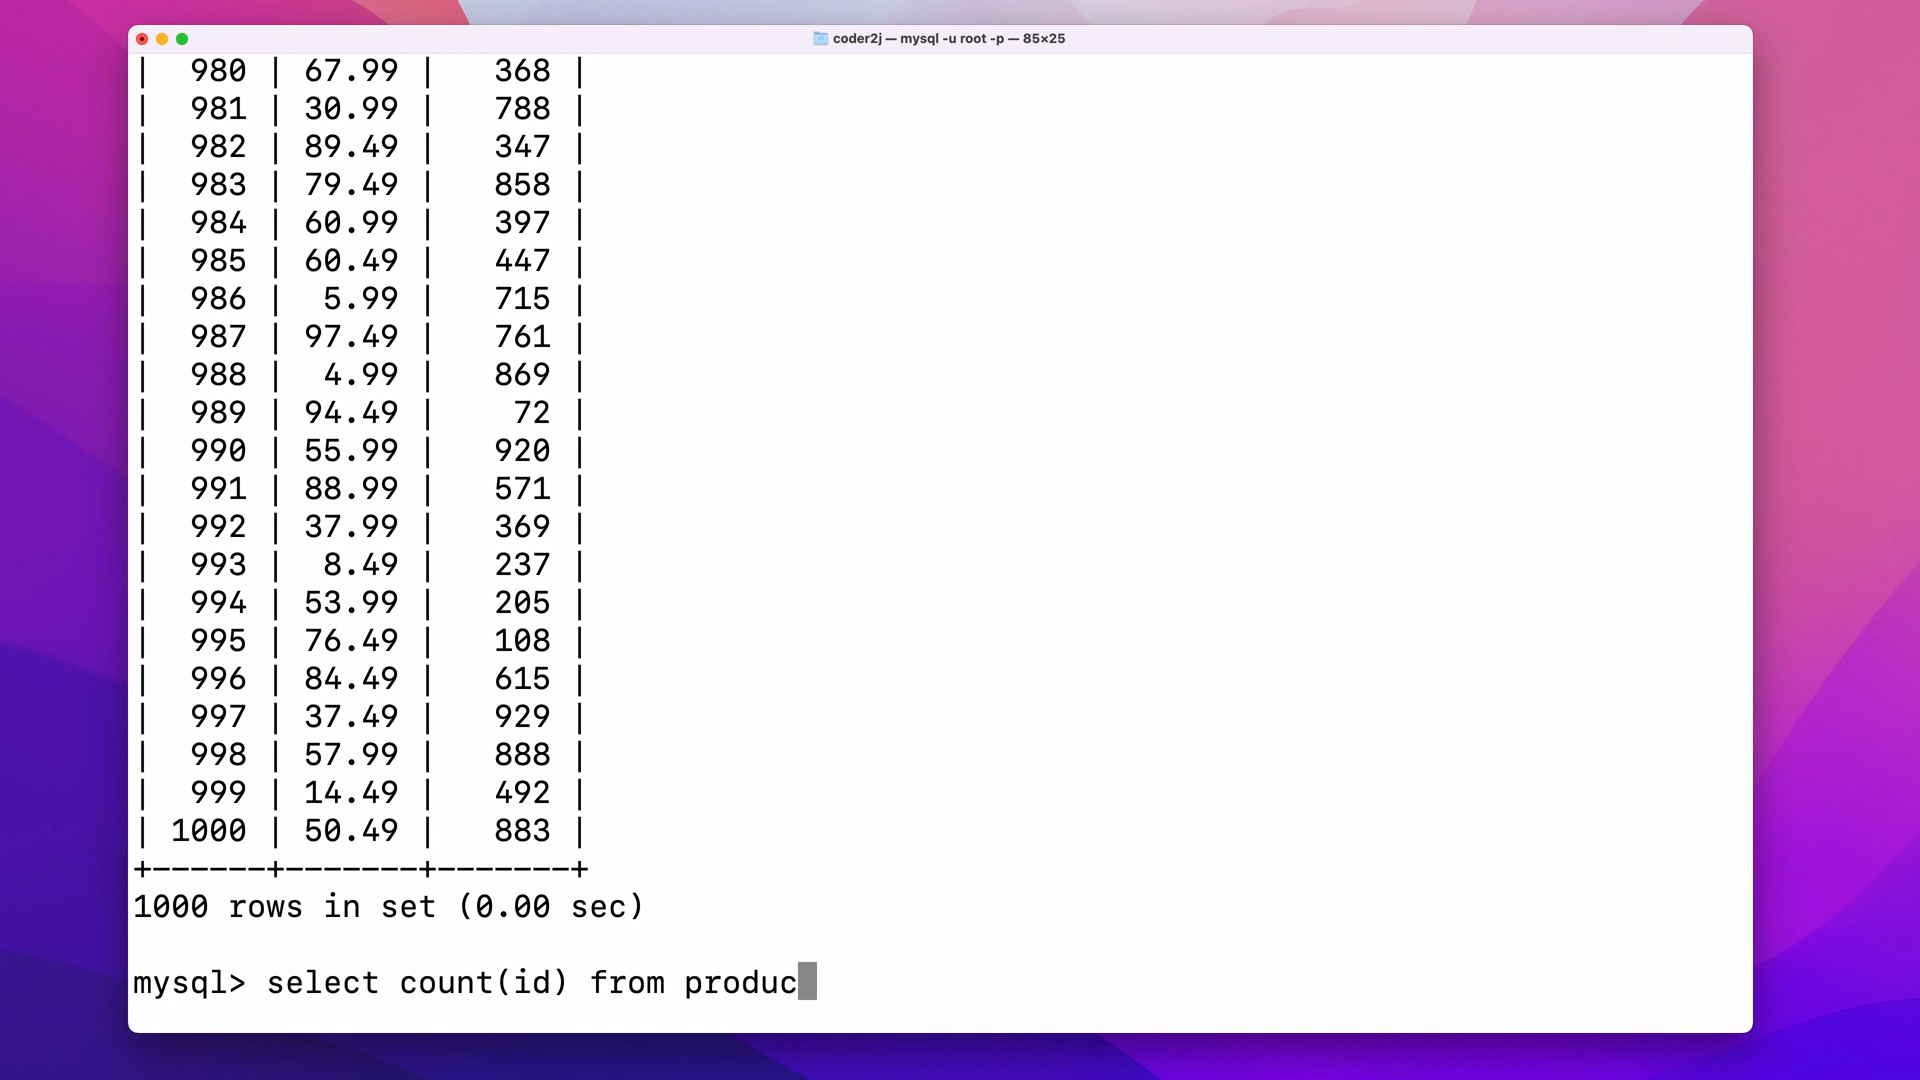 coder2j — mysql -u root -p — 85×25
|   980 | 67.99 |    368 |
|   981 | 30.99 |    788 |
|   982 | 89.49 |    347 |
|   983 | 79.49 |    858 |
|   984 | 60.99 |    397 |
|   985 | 60.49 |    447 |
|   986 |  5.99 |    715 |
|   987 | 97.49 |    761 |
|   988 |  4.99 |    869 |
|   989 | 94.49 |     72 |
|   990 | 55.99 |    920 |
|   991 | 88.99 |    571 |
|   992 | 37.99 |    369 |
|   993 |  8.49 |    237 |
|   994 | 53.99 |    205 |
|   995 | 76.49 |    108 |
|   996 | 84.49 |    615 |
|   997 | 37.49 |    929 |
|   998 | 57.99 |    888 |
|   999 | 14.49 |    492 |
|  1000 | 50.49 |    883 |
+------+-------+-------+
1000 rows in set (0.00 sec)
mysql> select count(id) from produc